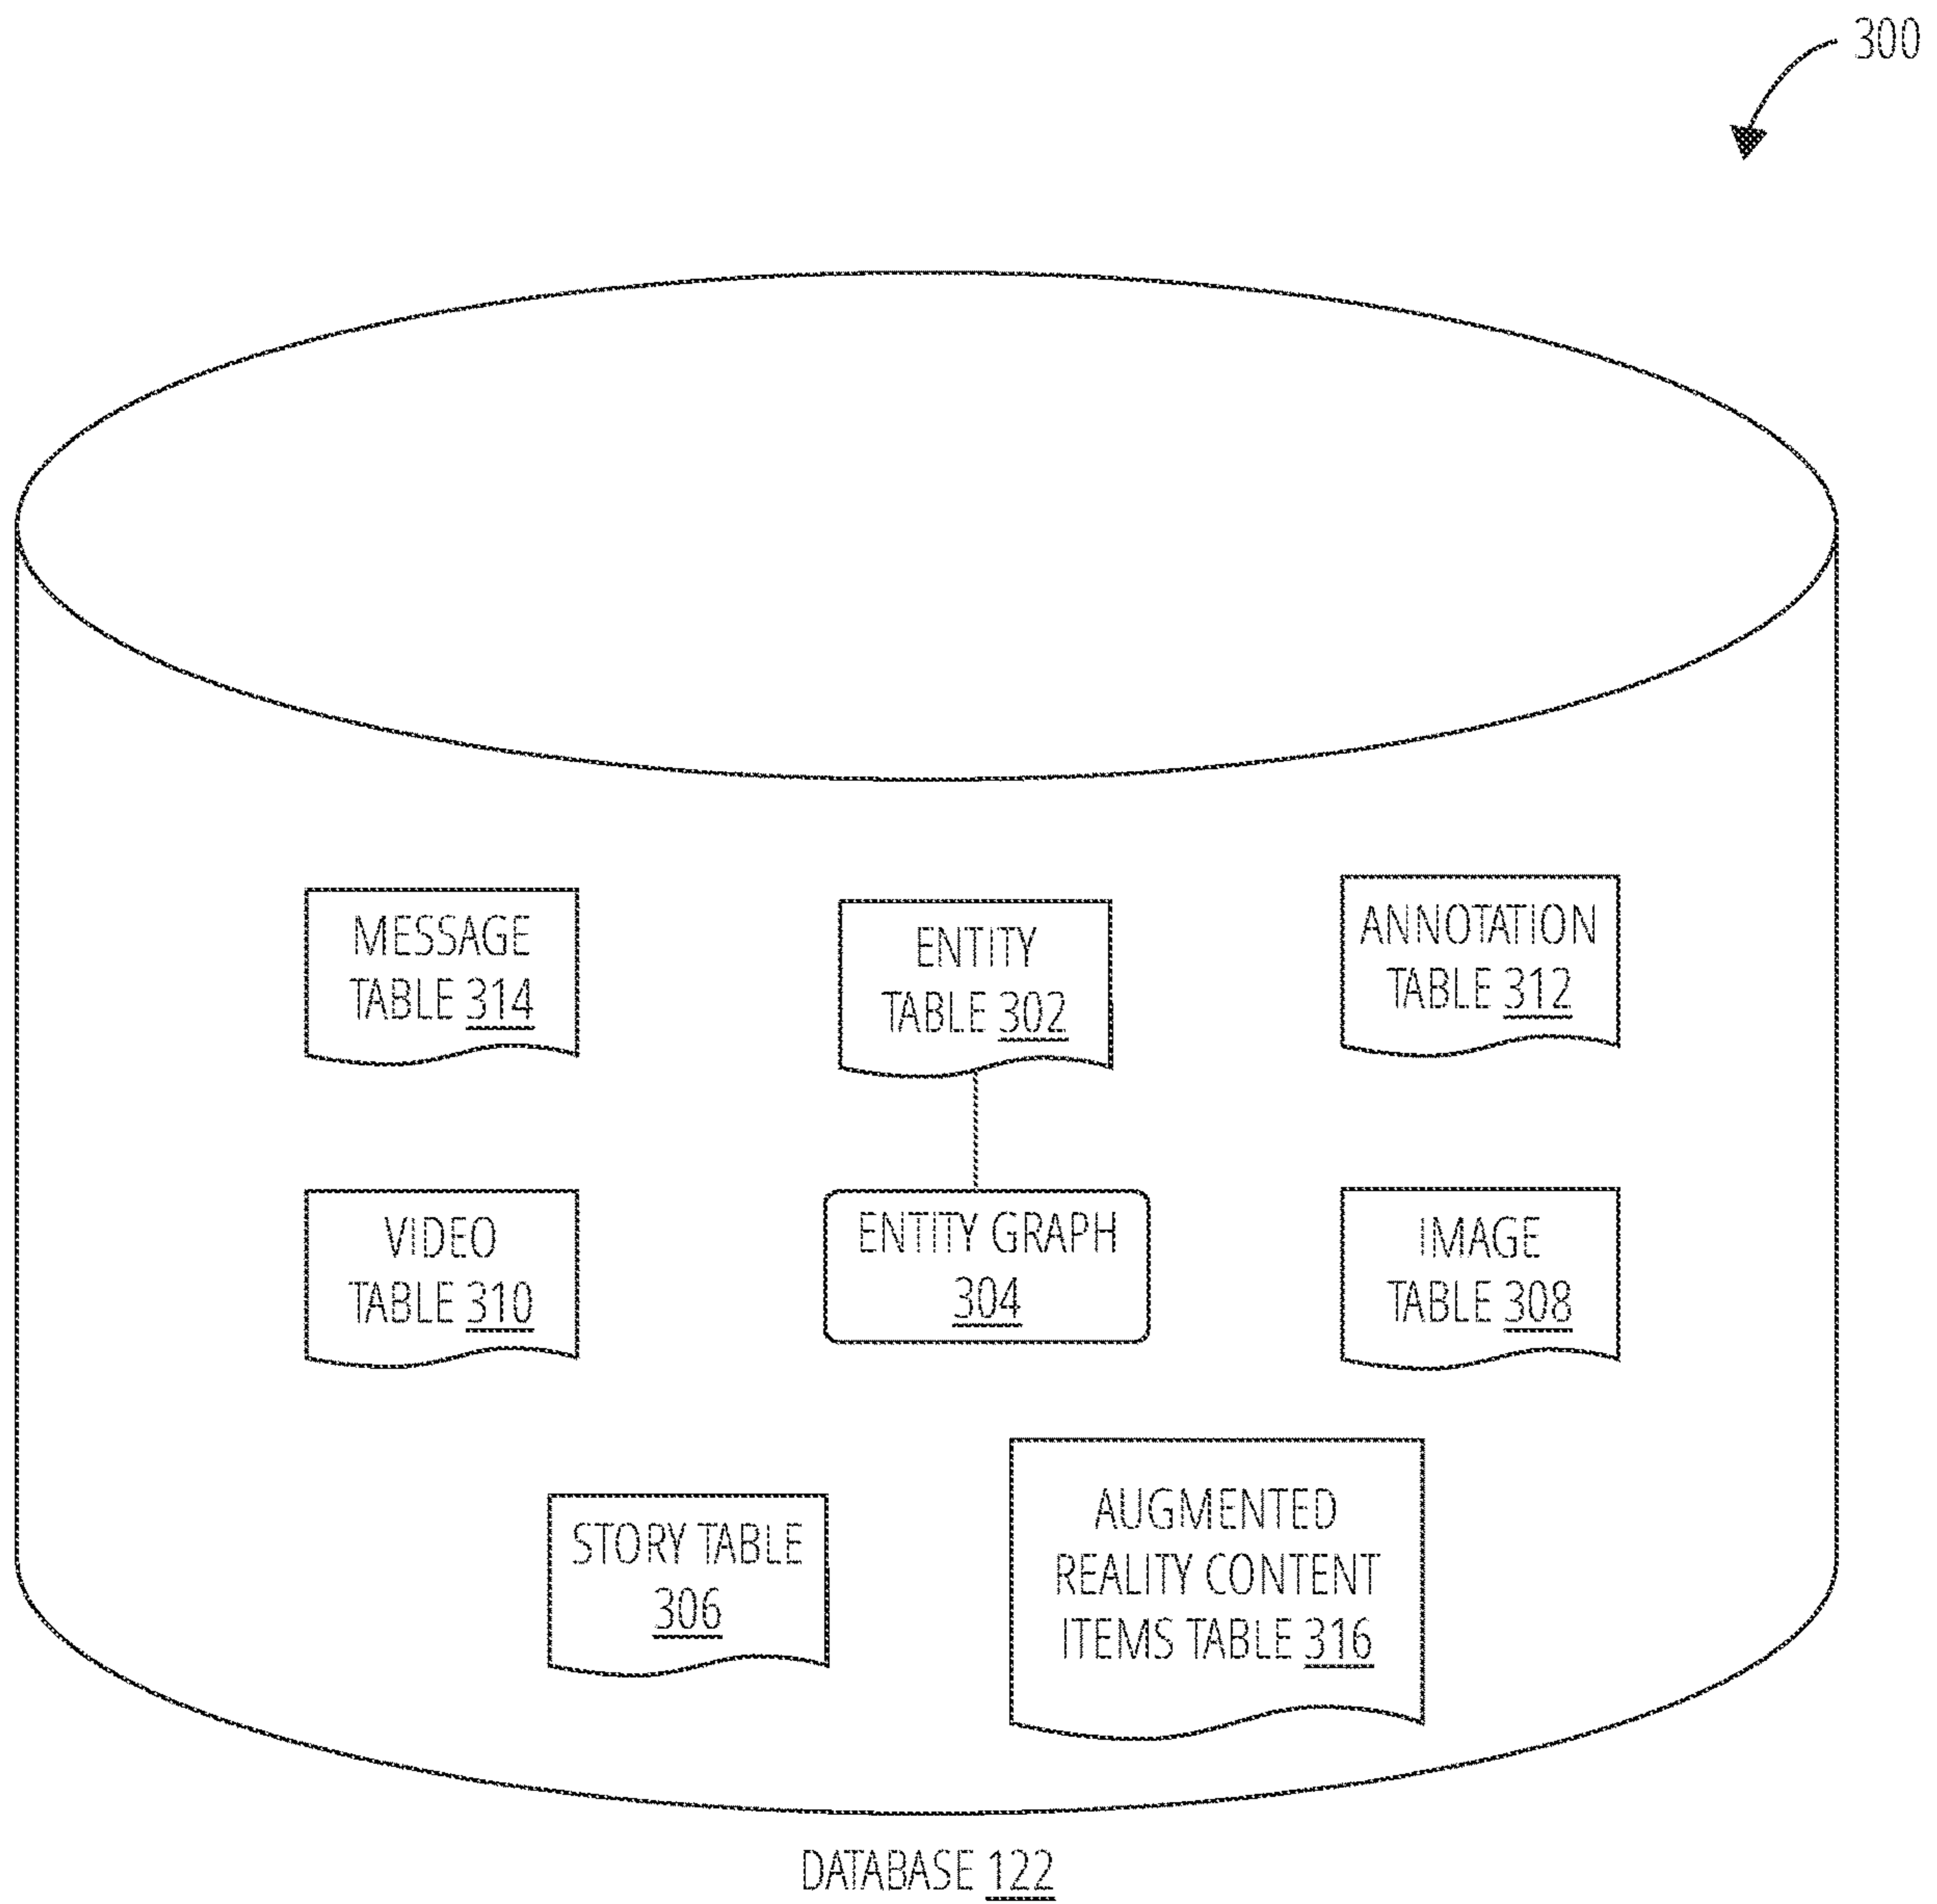 300
MESSAGE
TABLE 314
ENTITY
TABLE 302
ANNOTATION
TABLE 312
VIDEO
TABLE 310
ENTITY GRAPH
304
IMAGE
TABLE 308
STORY TABLE
306
AUGMENTED
REALITY CONTENT
ITEMS TABLE 316
DATABASE 122